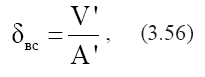 δвс = V' / A' , (3.56)